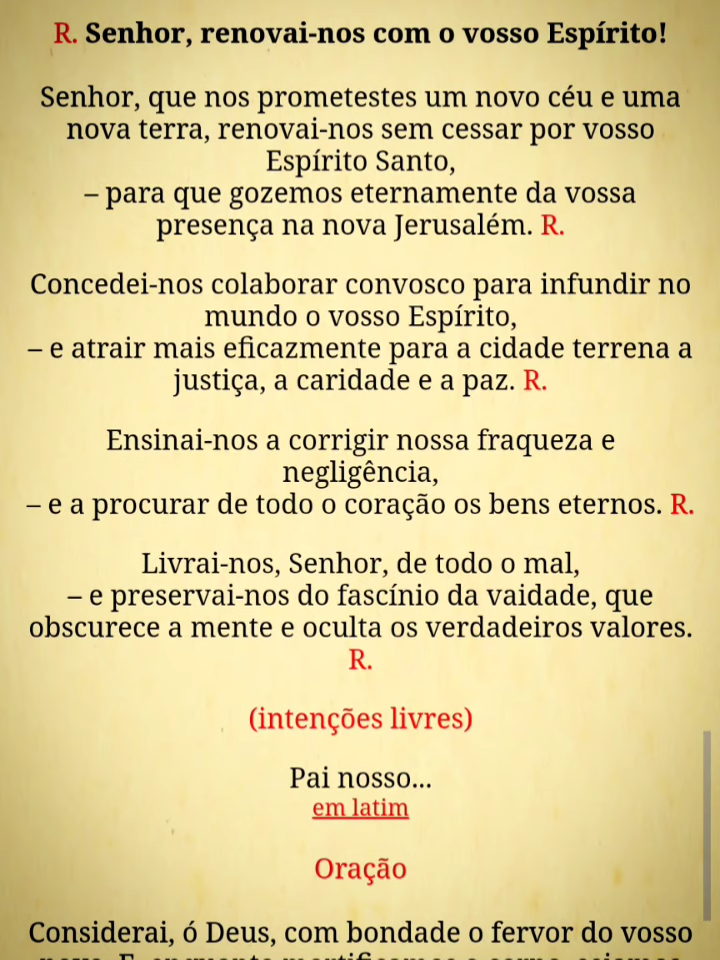 R. Senhor, renovai-nos com o vosso Espírito!
Senhor, que nos prometestes um novo céu e uma
nova terra, renovai-nos sem cessar por vosso
Espírito Santo,
– para que gozemos eternamente da vossa
presença na nova Jerusalém. R.
Concedei-nos colaborar convosco para infundir no
mundo o vosso Espírito,
– e atrair mais eficazmente para a cidade terrena a
justiça, a caridade e a paz. R.
Ensinai-nos a corrigir nossa fraqueza e
negligência,
– e a procurar de todo o coração os bens eternos. R.
Livrai-nos, Senhor, de todo o mal,
– e preservai-nos do fascínio da vaidade, que
obscurece a mente e oculta os verdadeiros valores.
R.
(intenções livres)
Pai nosso...
em latim
Oração
Considerai, ó Deus, com bondade o fervor do vosso